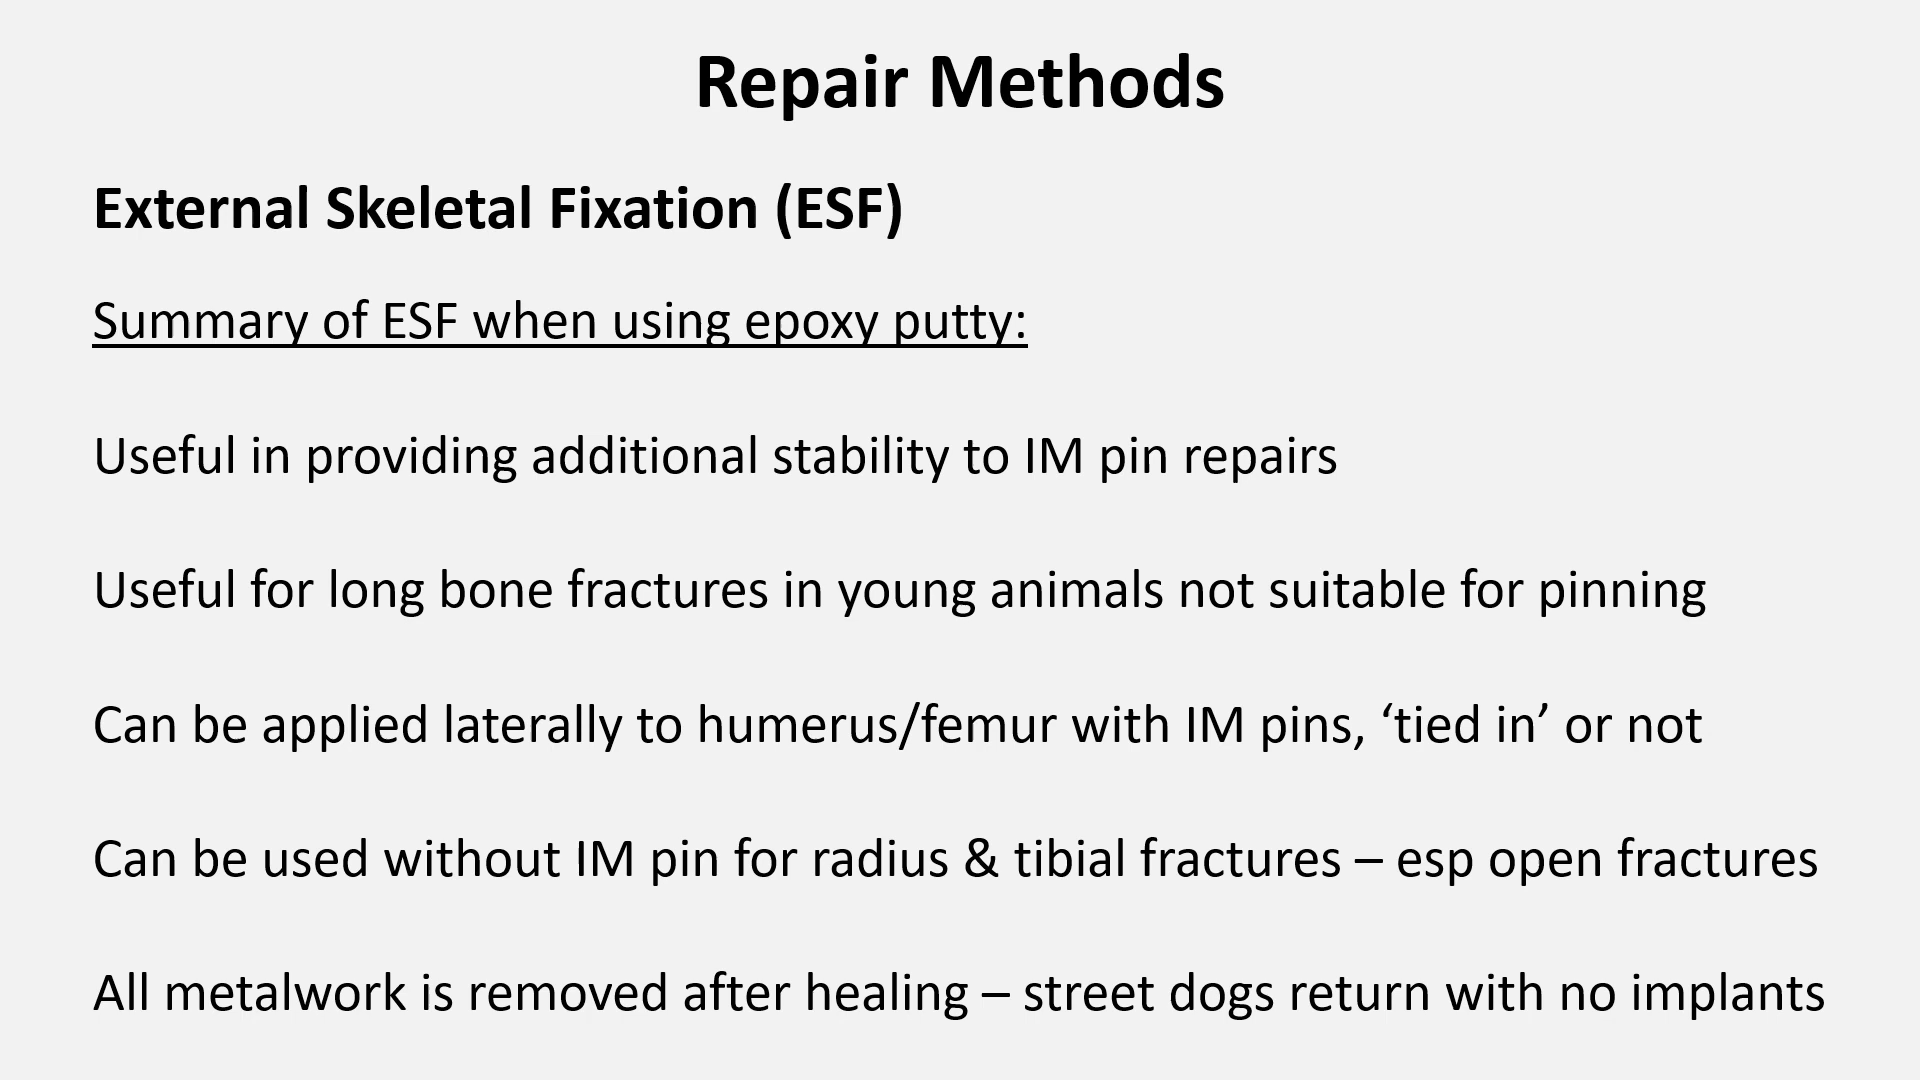 Repair Methods
External Skeletal Fixation (ESF)
Summary of ESF when using epoxy putty:
Useful in providing additional stability to IM pin repairs
Useful for long bone fractures in young animals not suitable for pinning
Can be applied laterally to humerus/femur with IM pins, ‘tied in’ or not
Can be used without IM pin for radius & tibial fractures – esp open fractures
All metalwork is removed after healing – street dogs return with no implants